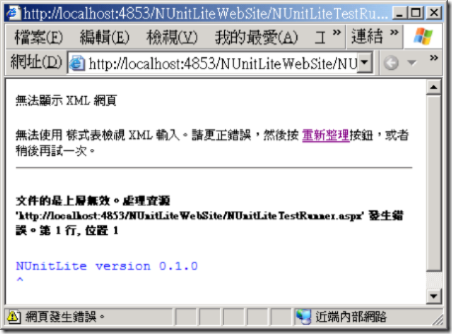 http://localhost:4853/NUnitLiteWebSite/NUnitLiteTestRu...
檔案(F) 編輯(E) 檢視(V) 我的最愛(A) 工 » 連結 »
網址(D) http://localhost:4853/NUnitLiteWebSite/NU
無法顯示 XML 網頁
無法使用 樣式表檢視 XML 輸入。請更正錯誤，然後按 重新整理按鈕，或者
稍後再試一次。
文件的最上層無效。處理資源
'http://localhost:4853/NUnitLiteWebSite/NUnitLiteTestRunner.aspx' 發生錯
誤。第 1 行, 位置 1
NUnitLite version 0.1.0
^
網頁發生錯誤。 近端內部網路